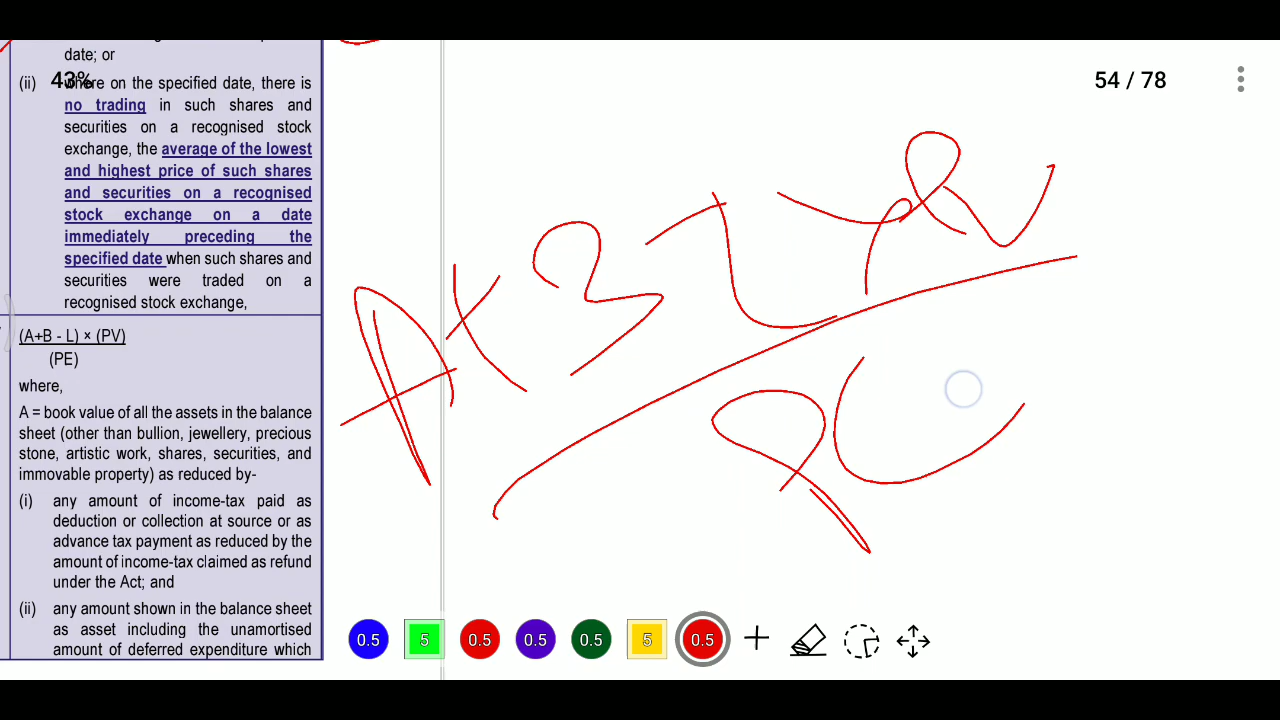 date; or
43%
54 / 78
(ii) where on the specified date, there is
no trading in such shares and
securities on a recognised stock
exchange, the average of the lowest
and highest price of such shares
and securities on a recognised
stock exchange on a date
immediately preceding the
specified date when such shares and
securities were traded on a
recognised stock exchange,
(A+B - L) × (PV)
(PE)
where,
A = book value of all the assets in the balance
sheet (other than bullion, jewellery, precious
stone, artistic work, shares, securities, and
immovable property) as reduced by-
(i) any amount of income-tax paid as
deduction or collection at source or as
advance tax payment as reduced by the
amount of income-tax claimed as refund
under the Act; and
(ii) any amount shown in the balance sheet
as asset including the unamortised
amount of deferred expenditure which
A+B-L
0.5 5 0.5 0.5 0.5 5 0.5